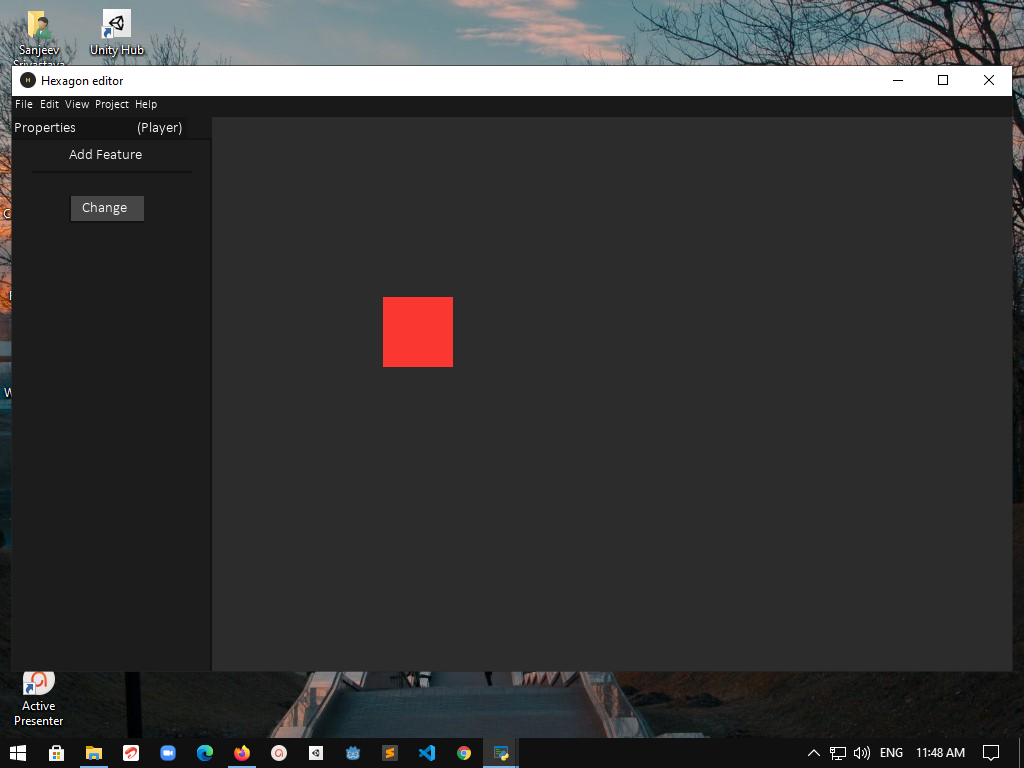 Sanjeev
Srivastava
Unity Hub
Hexagon editor
File Edit View Project Help
Properties (Player)
Add Feature
Change
Active
Presenter
ENG 11:48 AM